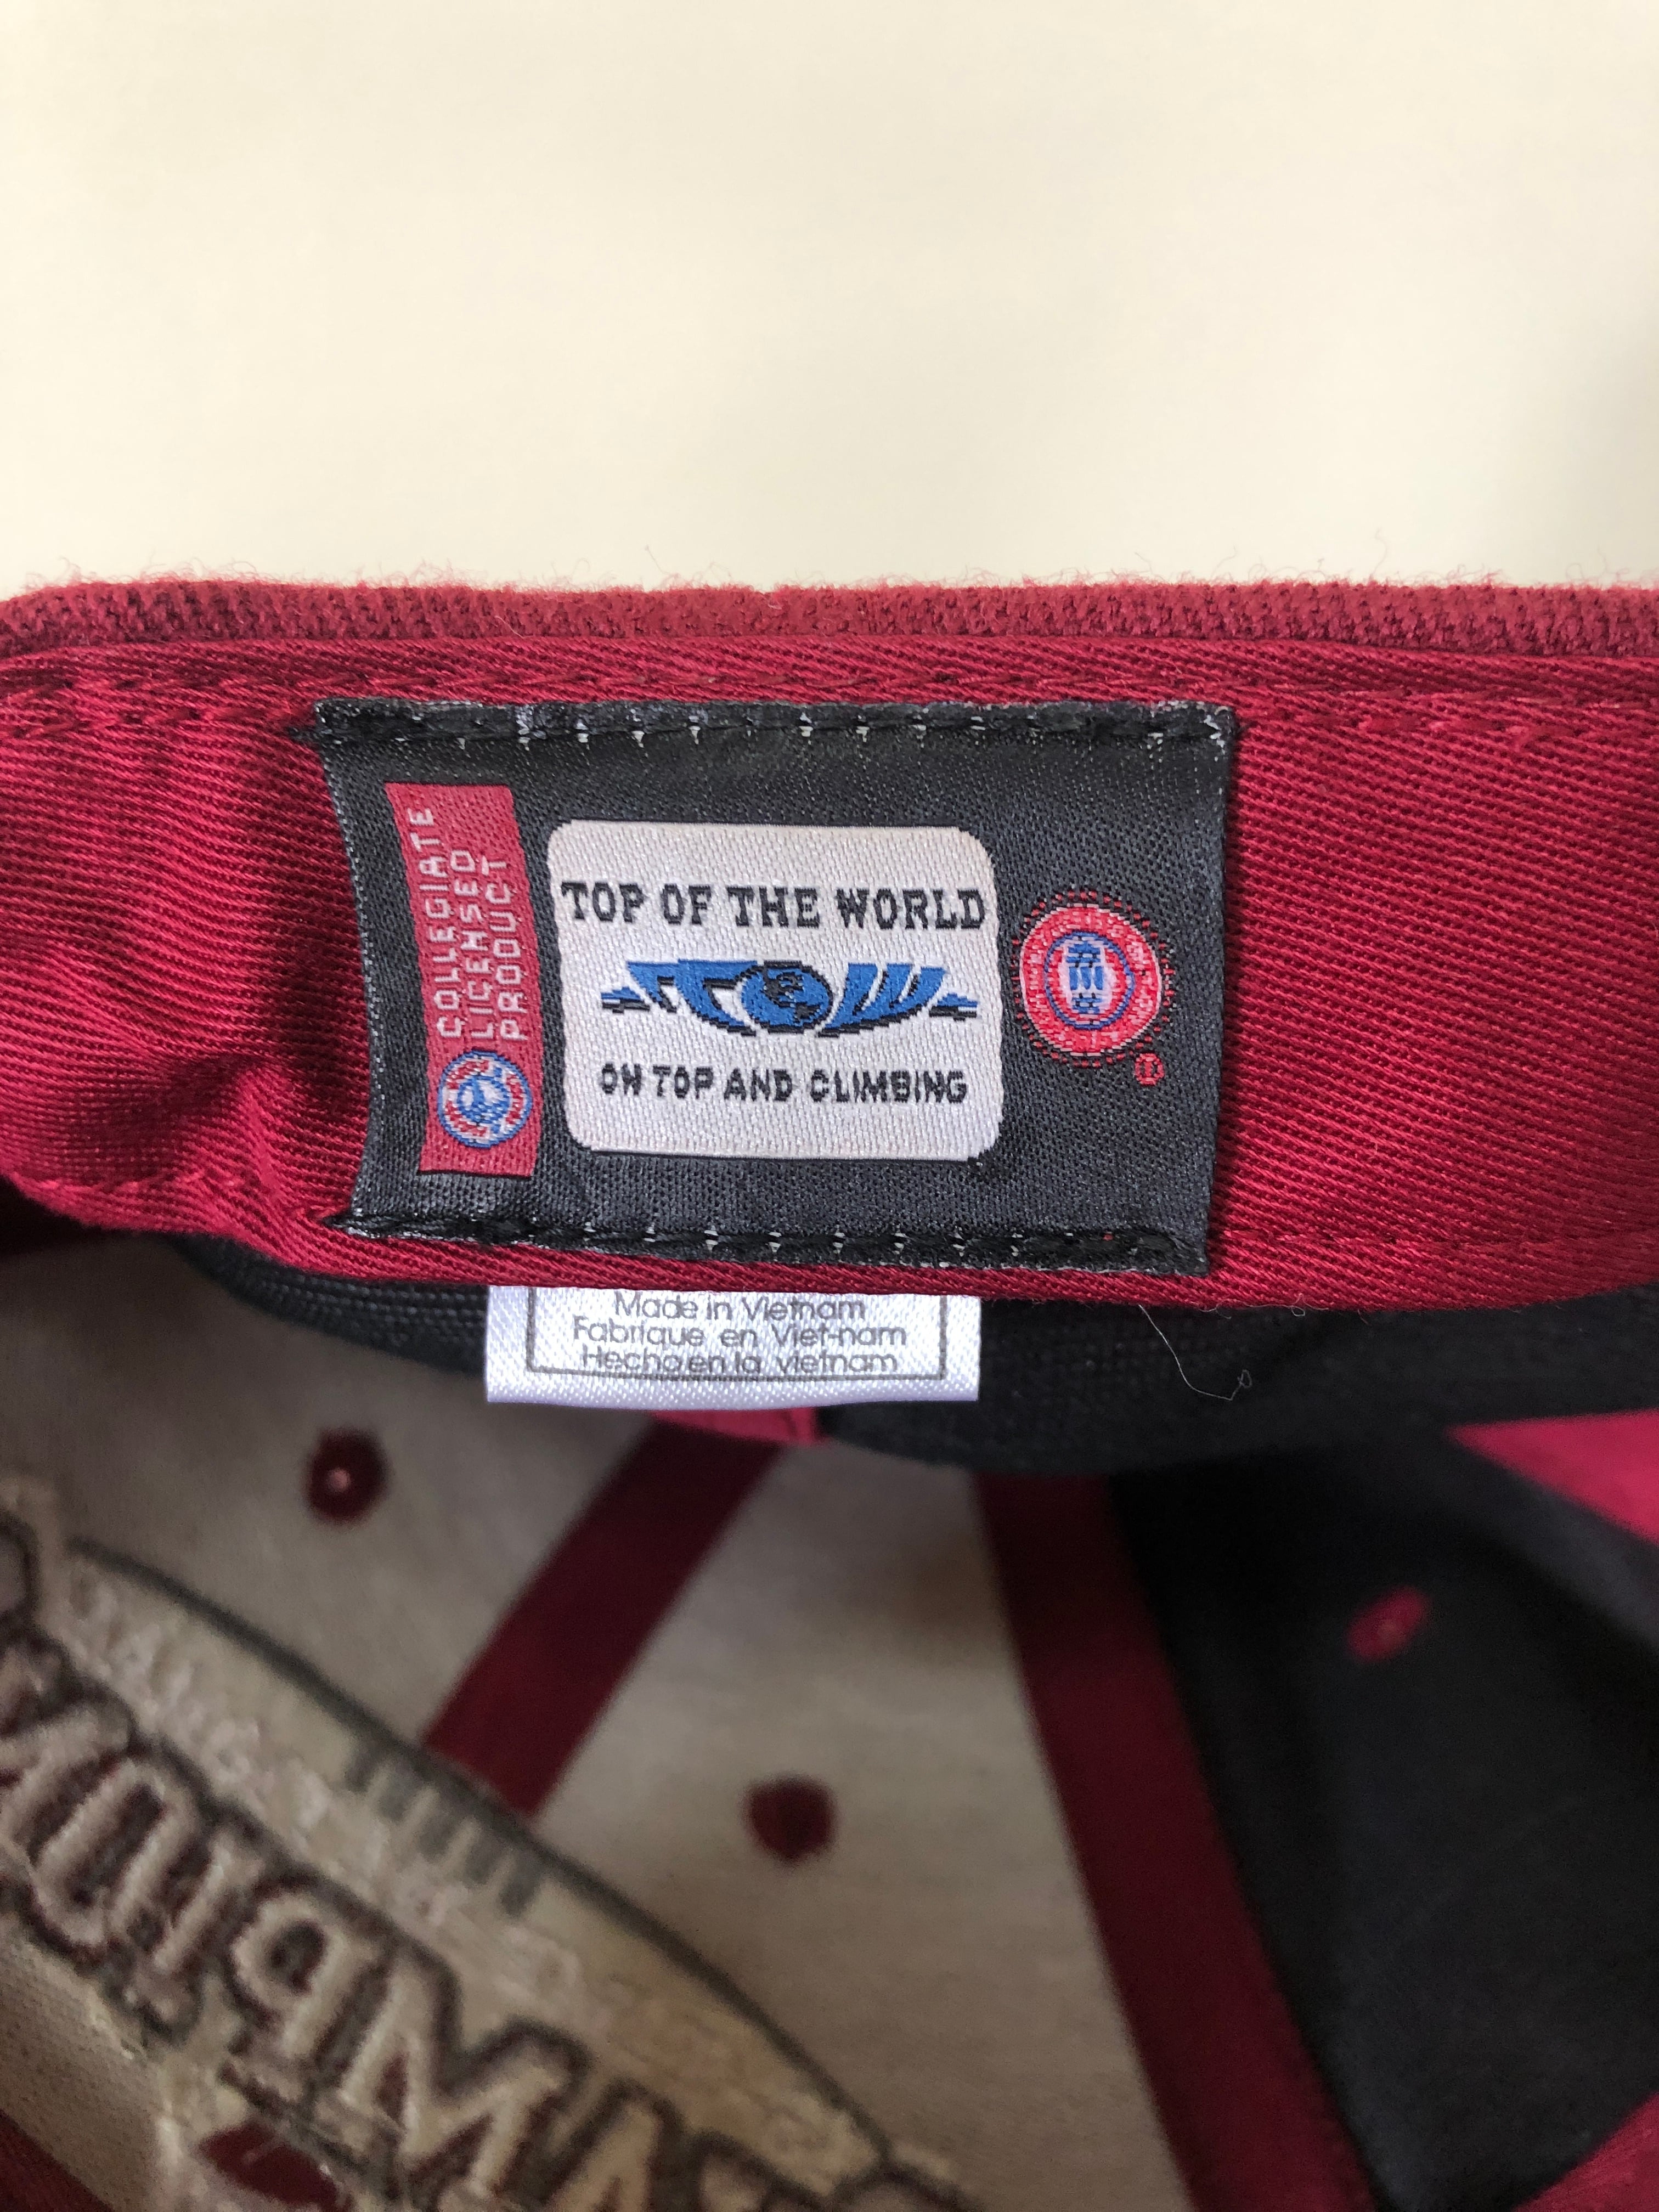 COLLEGIATE
LICENSED
PRODUCT
TOP OF THE WORLD
ON TOP AND CLIMBING
Made in Vietnam
Fabrique en Viet-nam
Hecho en la vietnam